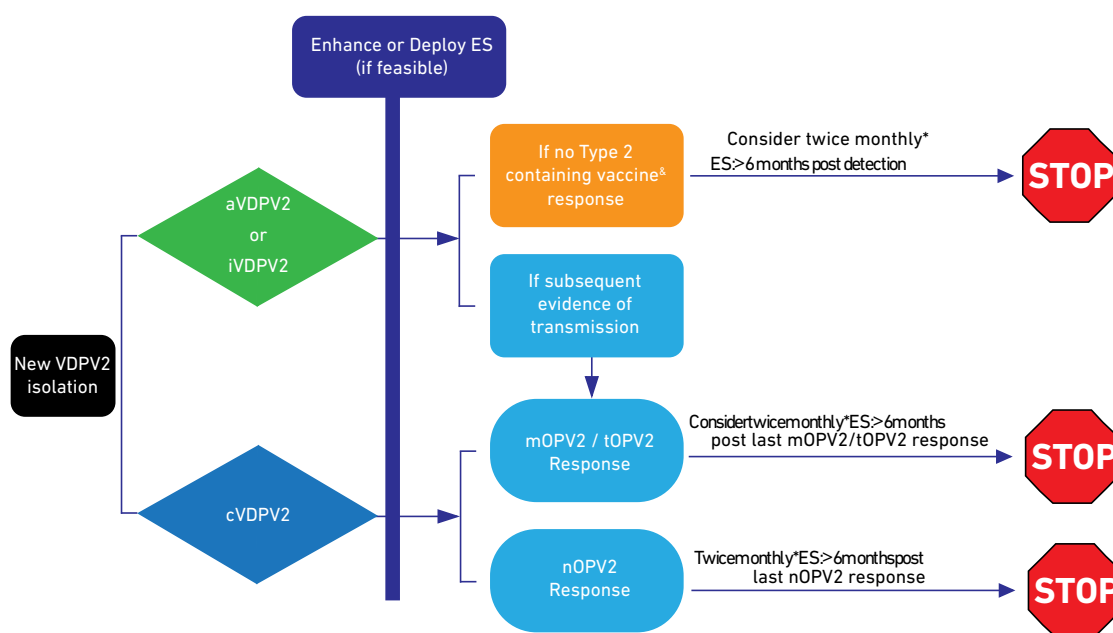 Enhance or Deploy ES
(if feasible)
If no Type 2
containing vaccine&
response
Consider twice monthly*
ES:>6 months post detection
STOP
aVDPV2
or
iVDPV2
If subsequent
evidence of
transmission
New VDPV2
isolation
mOPV2 / tOPV2
Response
Considertwicemonthly*ES:>6months
post last mOPV2/tOPV2 response
STOP
cVDPV2
nOPV2
Response
Twicemonthly*ES:>6monthspost
last nOPV2 response
STOP